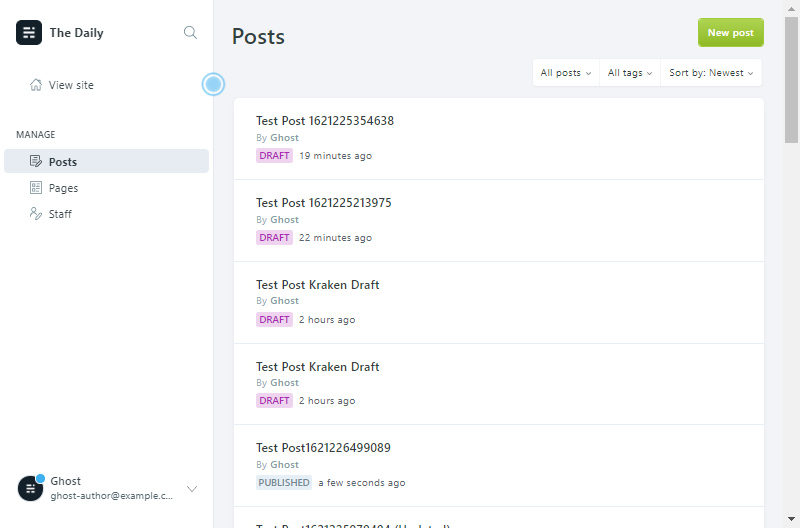 The Daily
View site
MANAGE
Posts
Pages
Staff
Ghost
ghost-author@example.c...
Posts
New post
All posts
All tags
Sort by: Newest
Test Post 1621225354638
By Ghost
DRAFT 19 minutes ago
Test Post 1621225213975
By Ghost
DRAFT 22 minutes ago
Test Post Kraken Draft
By Ghost
DRAFT 2 hours ago
Test Post Kraken Draft
By Ghost
DRAFT 2 hours ago
Test Post1621226499089
By Ghost
PUBLISHED a few seconds ago